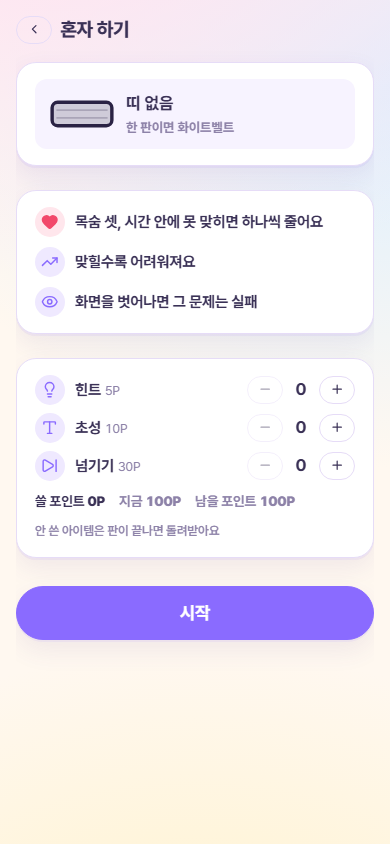 혼자 하기
띠 없음
한 판이면 화이트벨트
목숨 셋, 시간 안에 못 맞히면 하나씩 줄어요
맞힐수록 어려워져요
화면을 벗어나면 그 문제는 실패
힌트 5P − 0 +
초성 10P − 0 +
넘기기 30P − 0 +
쓸 포인트 0P 지금 100P 남을 포인트 100P
안 쓴 아이템은 판이 끝나면 돌려받아요
시작